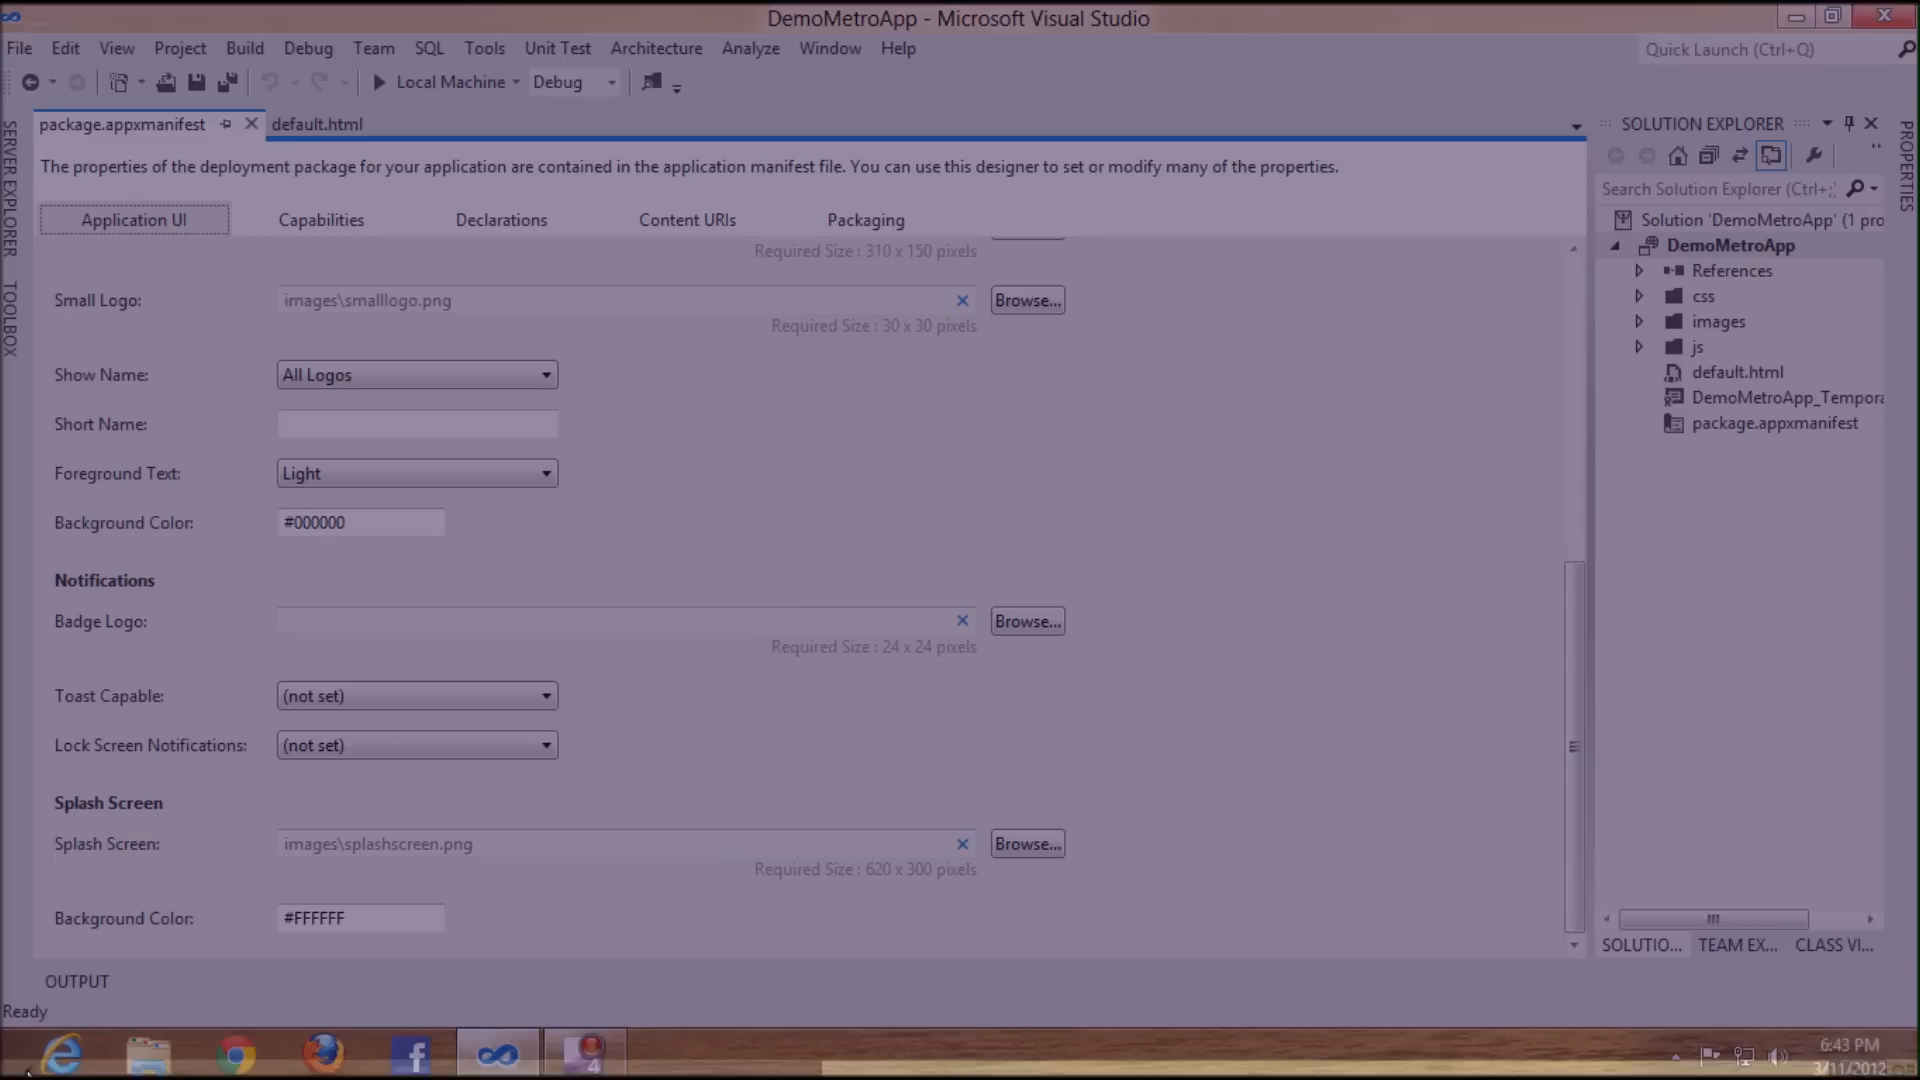 DemoMetroApp - Microsoft Visual Studio
File Edit View Project Build Debug Team SQL Tools Unit Test Architecture Analyze Window Help
Quick Launch (Ctrl+Q)
Local Machine Debug
package.appxmanifest default.html
SERVER EXPLORER
TOOLBOX
The properties of the deployment package for your application are contained in the application manifest file. You can use this designer to set or modify many of the properties.
Application UI Capabilities Declarations Content URIs Packaging
Required Size : 310 x 150 pixels
Small Logo: images\smalllogo.png Browse...
Required Size : 30 x 30 pixels
Show Name: All Logos
Short Name:
Foreground Text: Light
Background Color: #000000
Notifications
Badge Logo: Browse...
Required Size : 24 x 24 pixels
Toast Capable: (not set)
Lock Screen Notifications: (not set)
Splash Screen
Splash Screen: images\splashscreen.png Browse...
Required Size : 620 x 300 pixels
Background Color: #FFFFFF
SOLUTION EXPLORER
Search Solution Explorer (Ctrl+;)
Solution 'DemoMetroApp' (1 pro
DemoMetroApp
References
css
images
js
default.html
DemoMetroApp_Tempora
package.appxmanifest
SOLUTIO... TEAM EX... CLASS VI...
PROPERTIES
OUTPUT
Ready
4
6:43 PM
3/11/2012